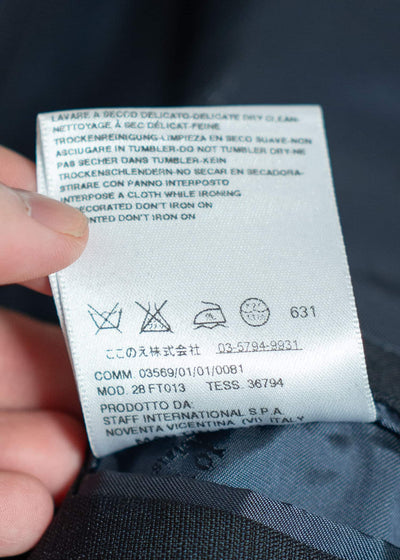 LAVARE A SECCO DELICATO-DELICATE DRY CLEAN-
NETTOYAGE A SEC DÉLICAT-FEINE
TROCKENREINIGUNG-LIMPIEZA EN SECO SUAVE-NON
ASCIUGARE IN TUMBLER-DO NOT TUMBLER DRY-NE
PAS SECHER DANS TUMBLER-KEIN
TROCKENSCHLENDERN-NO SECAR EN SECADORA-
STIRARE CON PANNO INTERPOSTO
INTERPOSE A CLOTH WHILE IRONING
DECORATED DON'T IRON ON
DON'T IRON ON
631
ここのえ株式会社 03-5794-9931
COMM. 03569/01/01/0081
MOD. 28 FT013 TESS. 36794
PRODOTTO DA:
STAFF INTERNATIONAL S.P.A.
NOVENTA VICENTINA, (VI), ITALY